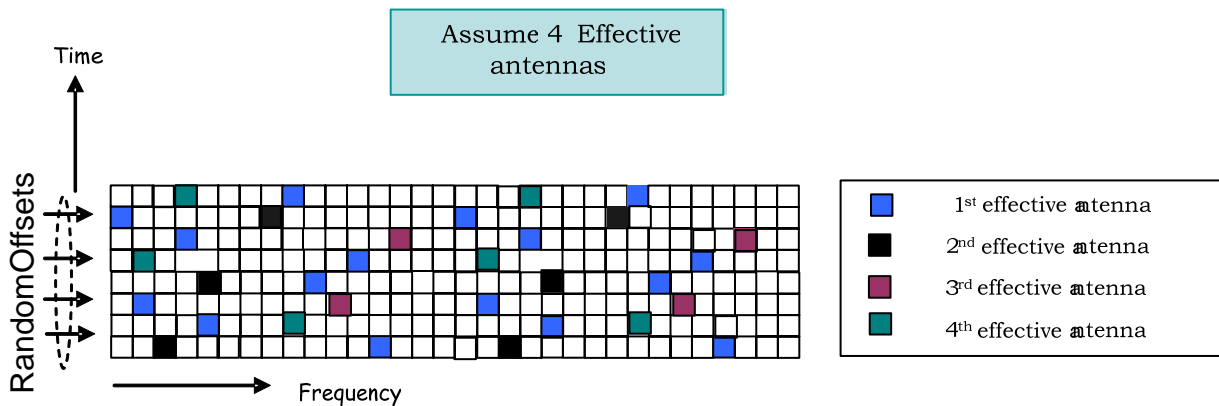 Assume 4 Effective
antennas
Time
RandomOffsets
Frequency
1st effective antenna
2nd effective antenna
3rd effective antenna
4th effective antenna